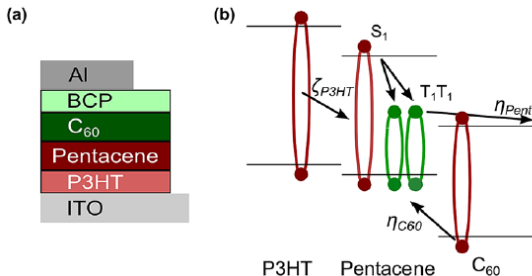 (a)
Al
BCP
C60
Pentacene
P3HT
ITO
(b)
S1
ζP3HT
T1T1
ηPent
ηC60
P3HT
Pentacene
C60